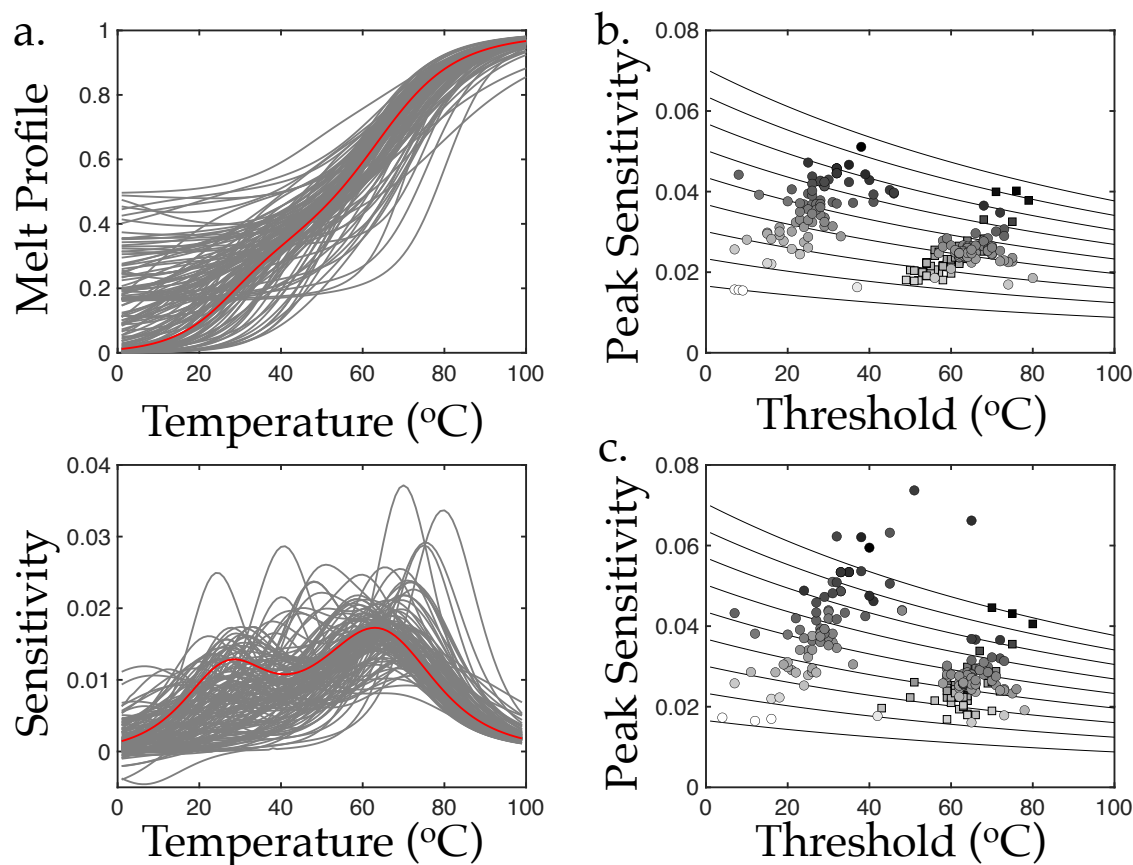 a.
Melt Profile
1
0.8
0.6
0.4
0.2
0
0 20 40 60 80 100
Temperature (ºC)
Sensitivity
0.04
0.03
0.02
0.01
0
0 20 40 60 80 100
Temperature (ºC)
b.
Peak Sensitivity
0.08
0.06
0.04
0.02
0
0 20 40 60 80 100
Threshold (ºC)
c.
Peak Sensitivity
0.08
0.06
0.04
0.02
0
0 20 40 60 80 100
Threshold (ºC)